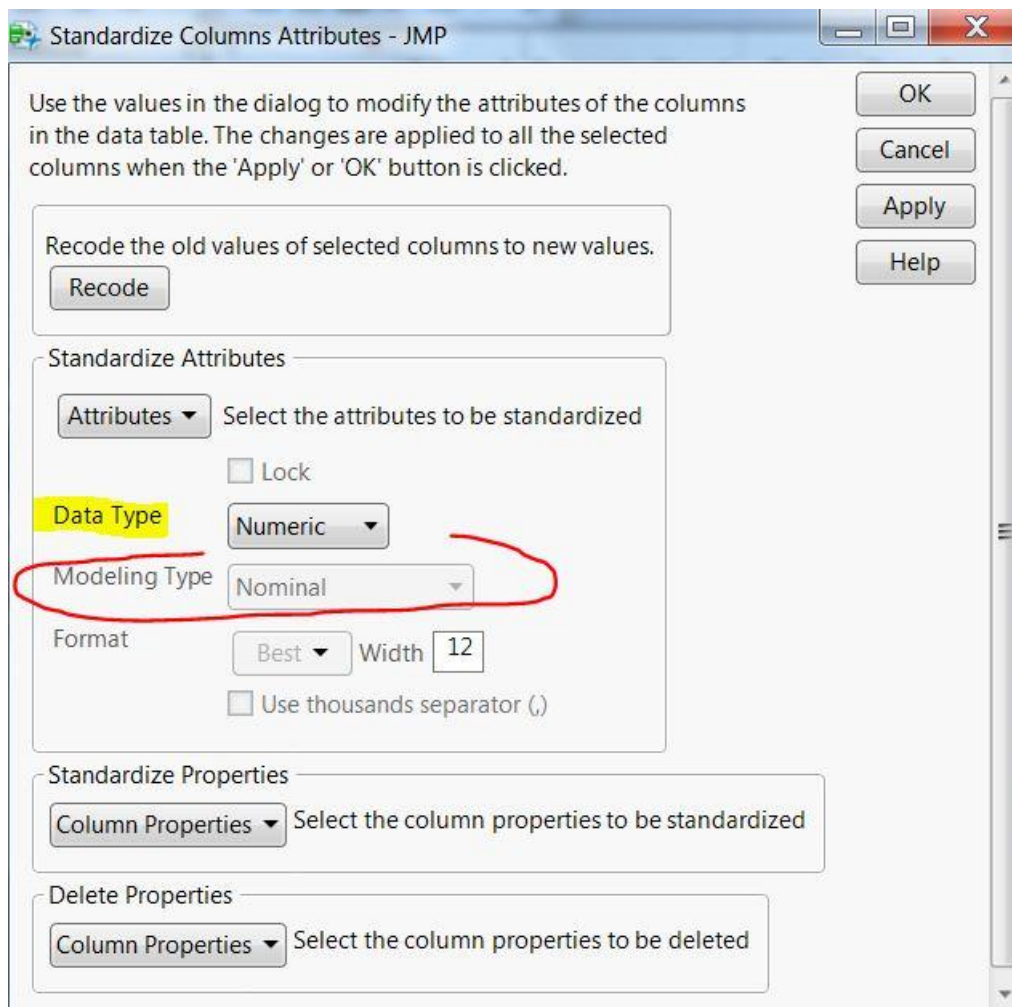 Standardize Columns Attributes - JMP
Use the values in the dialog to modify the attributes of the columns
in the data table. The changes are applied to all the selected
columns when the 'Apply' or 'OK' button is clicked.
OK
Cancel
Apply
Help
Recode the old values of selected columns to new values.
Recode
Standardize Attributes
Attributes Select the attributes to be standardized
Lock
Data Type Numeric
Modeling Type Nominal
Format Best Width 12
Use thousands separator (,)
Standardize Properties
Column Properties Select the column properties to be standardized
Delete Properties
Column Properties Select the column properties to be deleted